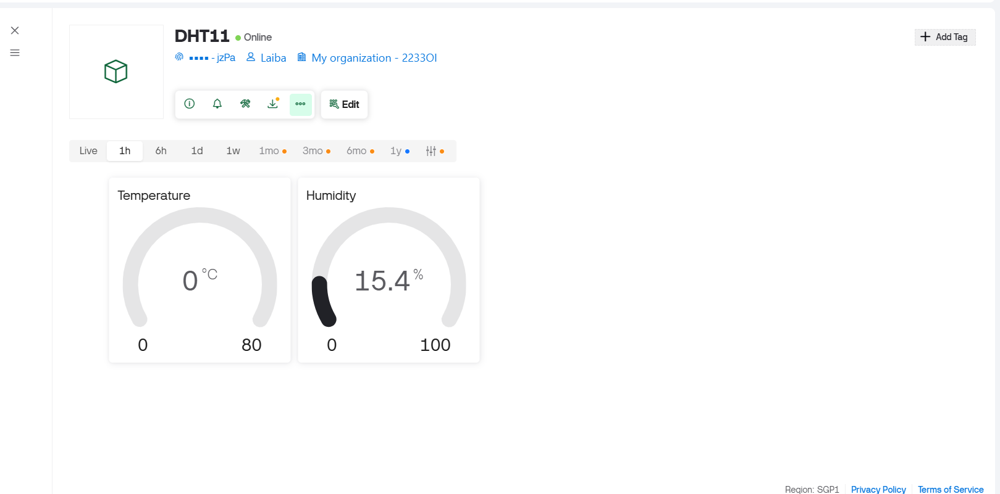 DHT11 Online
- jzPa Laiba My organization - 2233OI
Add Tag
Edit
Live 1h 6h 1d 1w 1mo 3mo 6mo 1y
Temperature
0 °C
0 80
Humidity
15.4 %
0 100
Region: SGP1 Privacy Policy Terms of Service